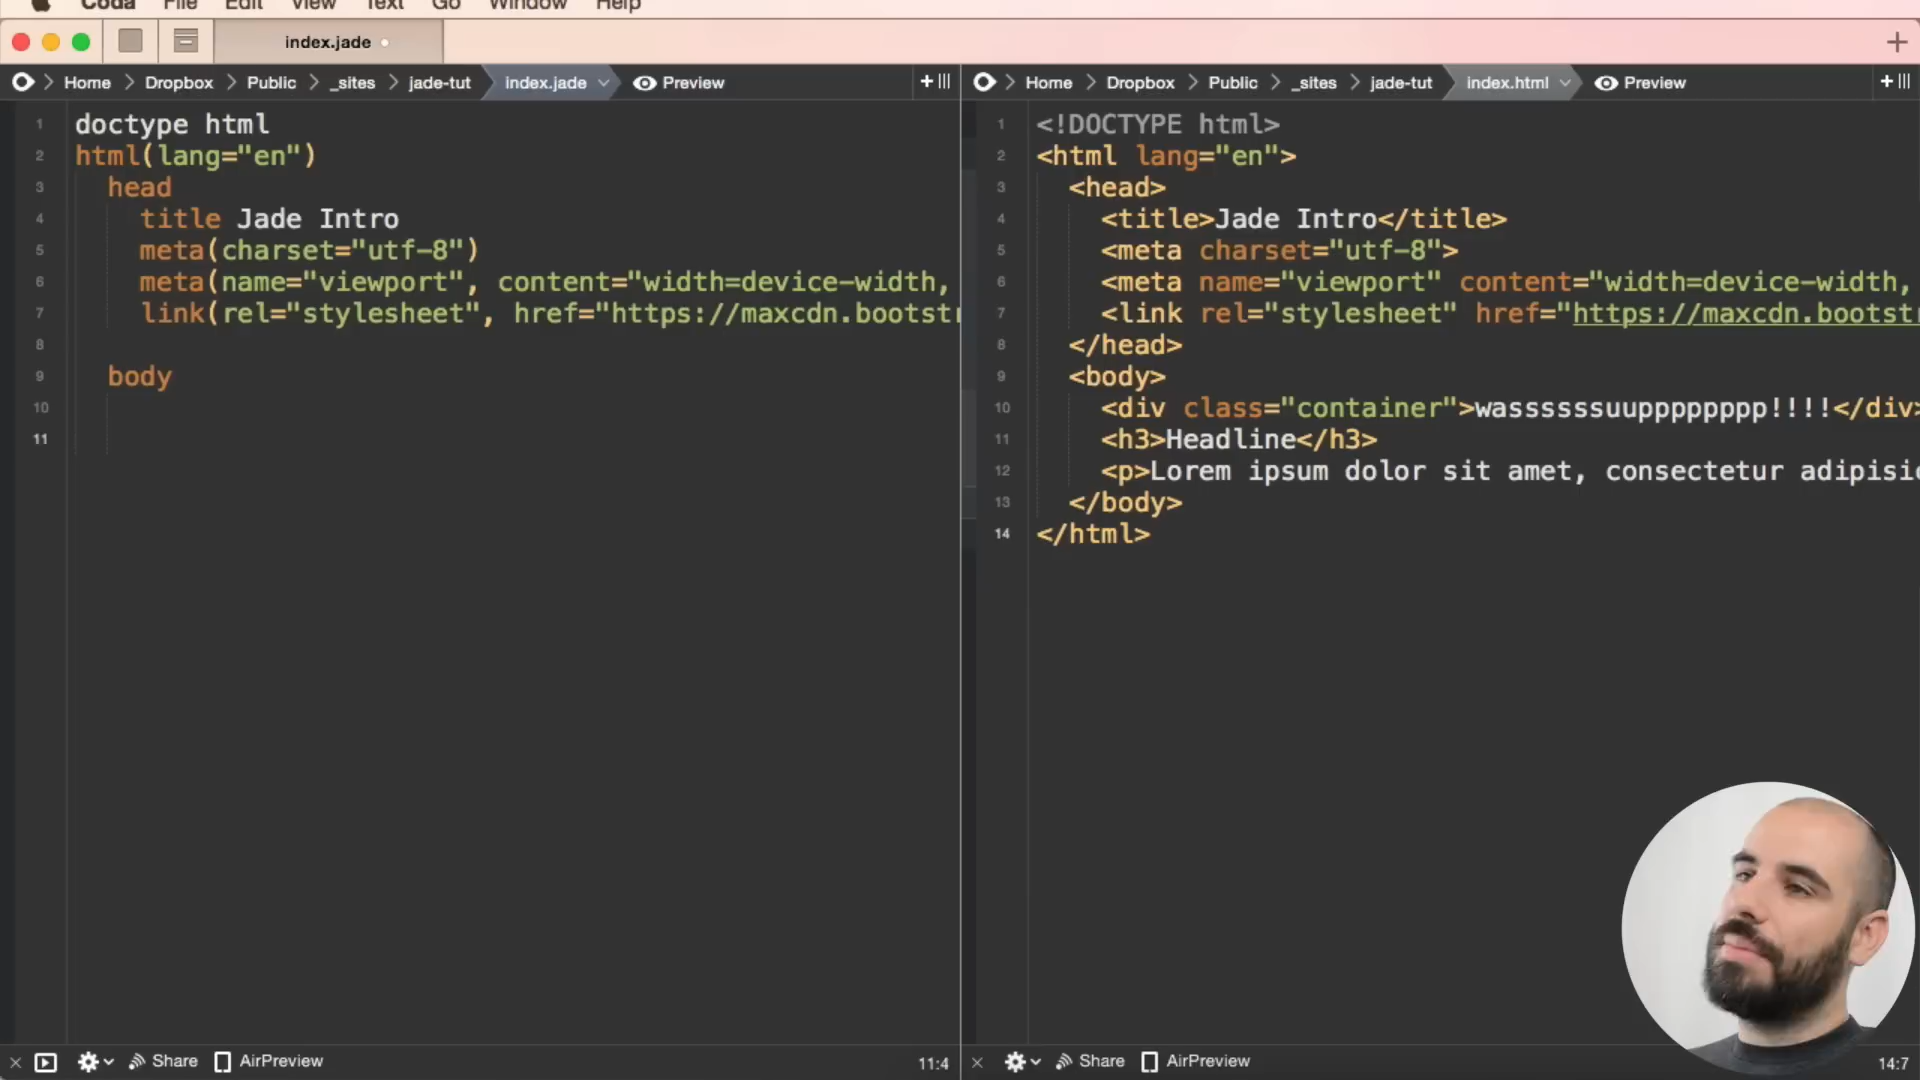 Coda File Edit View Text Go Window Help
index.jade
Home Dropbox Public _sites jade-tut index.jade Preview
1 doctype html
2 html(lang="en")
3 head
4 title Jade Intro
5 meta(charset="utf-8")
6 meta(name="viewport", content="width=device-width,
7 link(rel="stylesheet", href="https://maxcdn.bootst
8
9 body
10
11
Share AirPreview 11:4
Home Dropbox Public _sites jade-tut index.html Preview
1 <!DOCTYPE html>
2 <html lang="en">
3 <head>
4 <title>Jade Intro</title>
5 <meta charset="utf-8">
6 <meta name="viewport" content="width=device-width,
7 <link rel="stylesheet" href="https://maxcdn.bootst
8 </head>
9 <body>
10 <div class="container">wassssssuupppppppp!!!!</div>
11 <h3>Headline</h3>
12 <p>Lorem ipsum dolor sit amet, consectetur adipisi
13 </body>
14 </html>
Share AirPreview 14:7